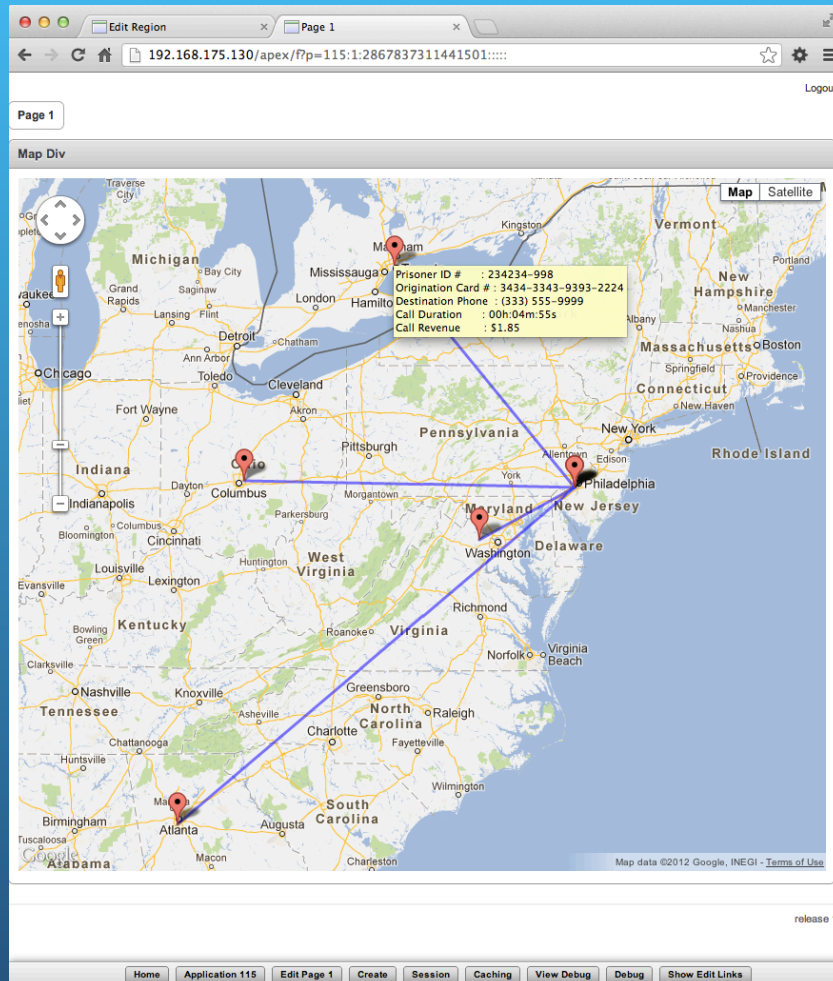 Edit Region
Page 1
192.168.175.130/apex/f?p=115:1:2867837311441501:::::
Page 1
Map Div
Map Satellite
Traverse City
Kingston
Vermont
Michigan
Bay City
Mississauga
Portland
Grand Rapids
Saginaw
London
New Hampshire
Lansing Flint
Manchester
Nashua
Detroit
Chatham
Massachusetts
Boston
Ann Arbor
Springfield
Chicago
Toledo
Cleveland
Connecticut
Providence
Fort Wayne
Akron
New Haven
Prisoner ID # : 234234-998
Origination Card # : 3434-3343-9393-2224
Destination Phone : (333) 555-9999
Call Duration : 00h:04m:55s
Call Revenue : $1.85
Pennsylvania
New York
Pittsburgh
Allentown
Edison
Rhode Island
Indiana
York
Philadelphia
Dayton
Columbus
Morgantown
Indianapolis
Maryland
New Jersey
Parkersburg
Columbus
Bloomington
Cincinnati
Washington
Delaware
West Virginia
Huntington
Louisville
Lexington
Evansville
Richmond
Kentucky
Bowling Green
Roanoke
Virginia
Norfolk
Virginia Beach
Clarksville
Nashville
Knoxville
Greensboro
Tennessee
Asheville
North Carolina
Raleigh
Charlotte
Fayetteville
Chattanooga
Huntsville
Wilmington
South Carolina
Birmingham
Atlanta
Augusta
Tuscaloosa
Google
Alabama
Macon
Charleston
Map data ©2012 Google, INEGI - Terms of Use
release
Home Application 115 Edit Page 1 Create Session Caching View Debug Debug Show Edit Links